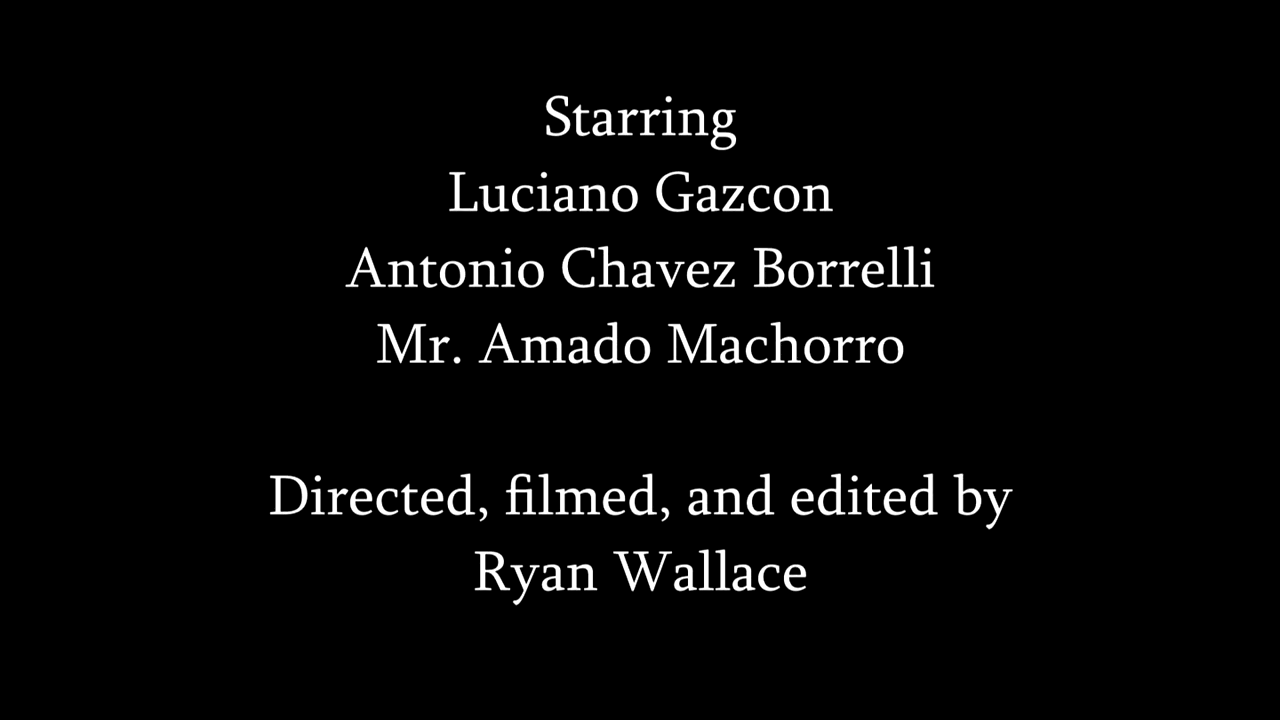 Starring
Luciano Gazcon
Antonio Chavez Borrelli
Mr. Amado Machorro
Directed, filmed, and edited by
Ryan Wallace